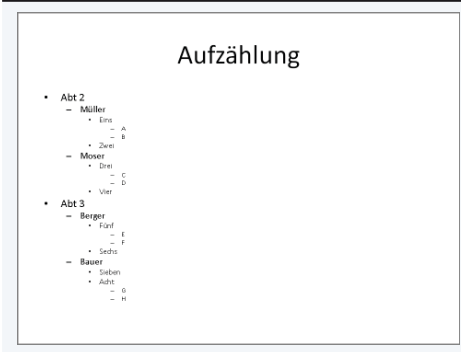 Aufzählung
• Abt 2
– Müller
• Eins
– A
– B
• Zwei
– Moser
• Drei
– C
– D
• Vier
• Abt 3
– Berger
• Fünf
– E
– F
• Sechs
– Bauer
• Sieben
• Acht
– G
– H